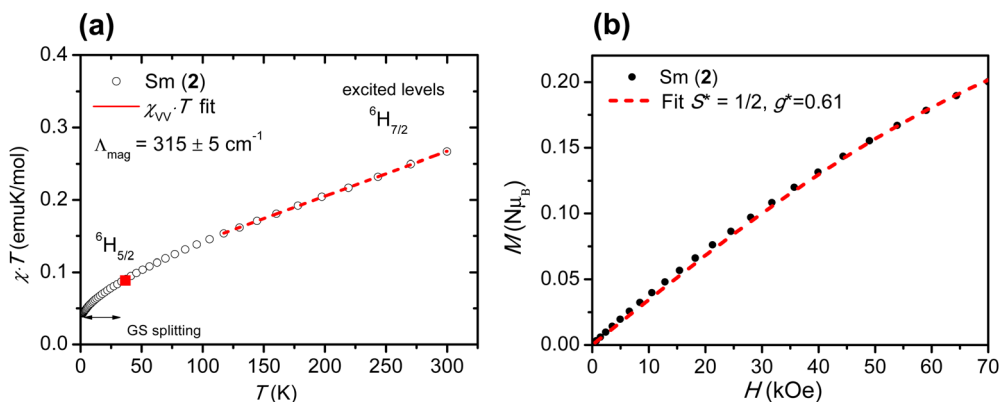 (a)
0.4
0.3
0.2
0.1
0.0
χ·T (emuK/mol)
Sm (2)
χVV·T fit
Λmag = 315 ± 5 cm-1
excited levels
6H7/2
6H5/2
GS splitting
0 50 100 150 200 250 300
T (K)
(b)
0.20
0.15
0.10
0.05
0.00
M (NμB)
Sm (2)
Fit S* = 1/2, g*=0.61
0 10 20 30 40 50 60 70
H (kOe)